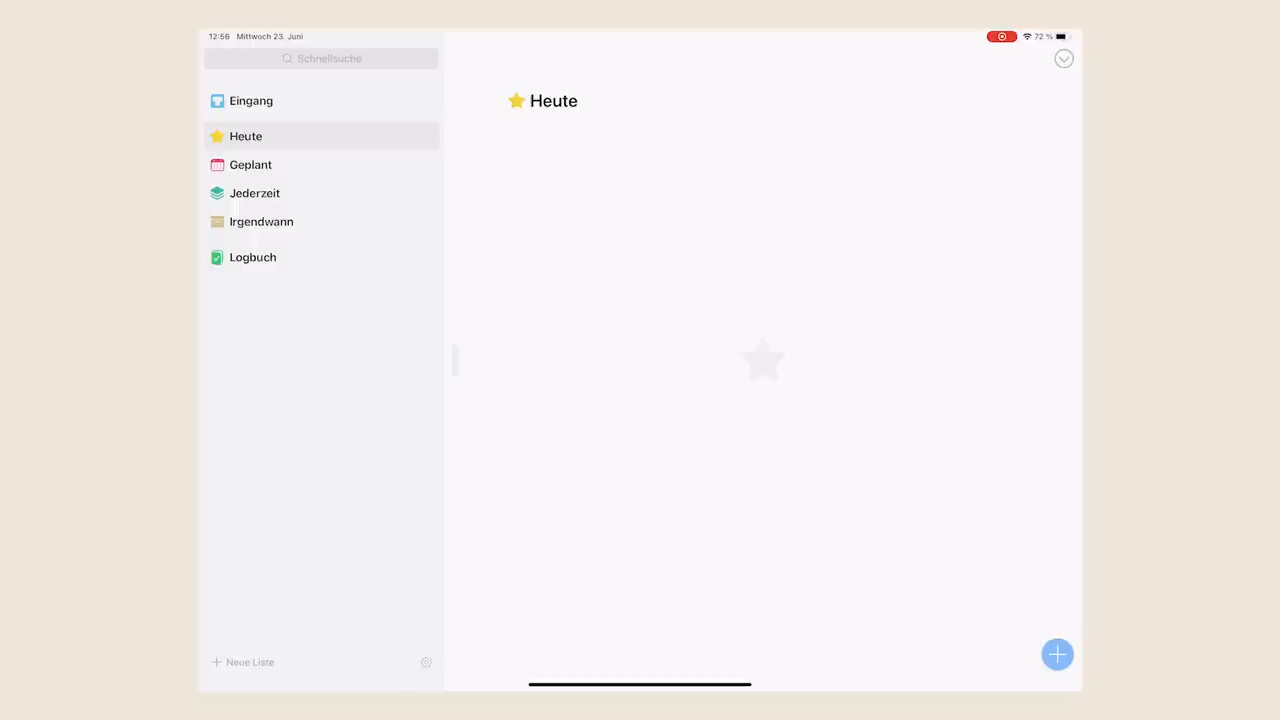 12:56 Mittwoch 23. Juni
72 %
Schnellsuche
Eingang
Heute
Geplant
Jederzeit
Irgendwann
Logbuch
Neue Liste
Heute